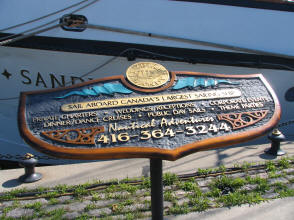 SAND
SAIL ABOARD CANADA'S LARGEST SAILING SHIP
PRIVATE CHARTERS • WEDDINGS/RECEPTIONS • CORPORATE
DINNER/DANCE CRUISES • PUBLIC DAY SAILS • THEME PARTIES
Nautical Adventures
416-364-3244